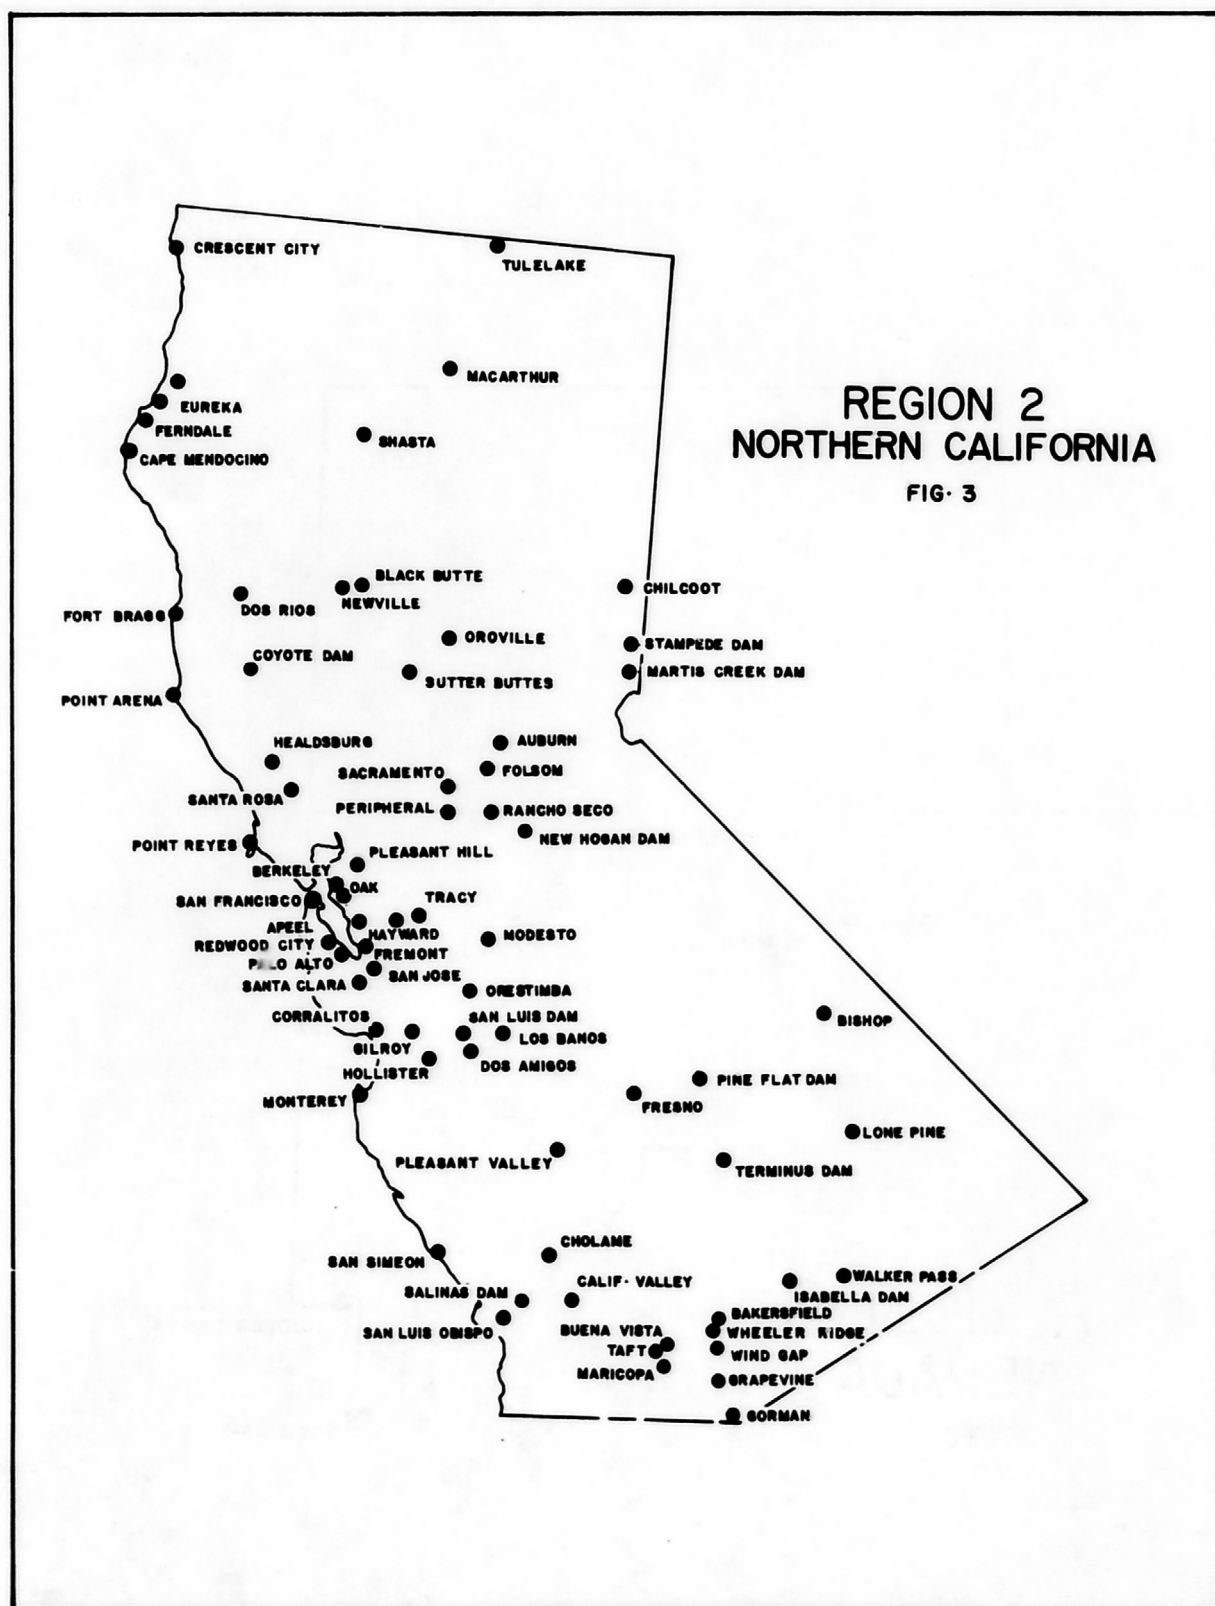 CRESCENT CITY
TULELAKE
MACARTHUR
REGION 2
NORTHERN CALIFORNIA
FIG. 3
EUREKA
FERNDALE
SHASTA
CAPE MENDOCINO
BLACK BUTTE
CHILCOOT
NEWVILLE
DOS RIOS
FORT BRAGG
OROVILLE
STAMPEDE DAM
COYOTE DAM
MARTIS CREEK DAM
SUTTER BUTTES
POINT ARENA
HEALDSBURG
AUBURN
SACRAMENTO
FOLSOM
SANTA ROSA
PERIPHERAL
RANCHO SECO
NEW HOGAN DAM
POINT REYES
PLEASANT HILL
BERKELEY
OAK
SAN FRANCISCO
TRACY
APEEL
HAYWARD
MODESTO
REDWOOD CITY
FREMONT
PALO ALTO
SAN JOSE
SANTA CLARA
ORESTIMBA
CORRALITOS
SAN LUIS DAM
BISHOP
LOS BANOS
GILROY
DOS AMIGOS
HOLLISTER
PINE FLAT DAM
MONTEREY
FRESNO
LONE PINE
PLEASANT VALLEY
TERMINUS DAM
CHOLAME
SAN SIMEON
WALKER PASS
CALIF. VALLEY
SALINAS DAM
ISABELLA DAM
BAKERSFIELD
SAN LUIS OBISPO
BUENA VISTA
WHEELER RIDGE
TAFT
WIND GAP
MARICOPA
GRAPEVINE
GORMAN